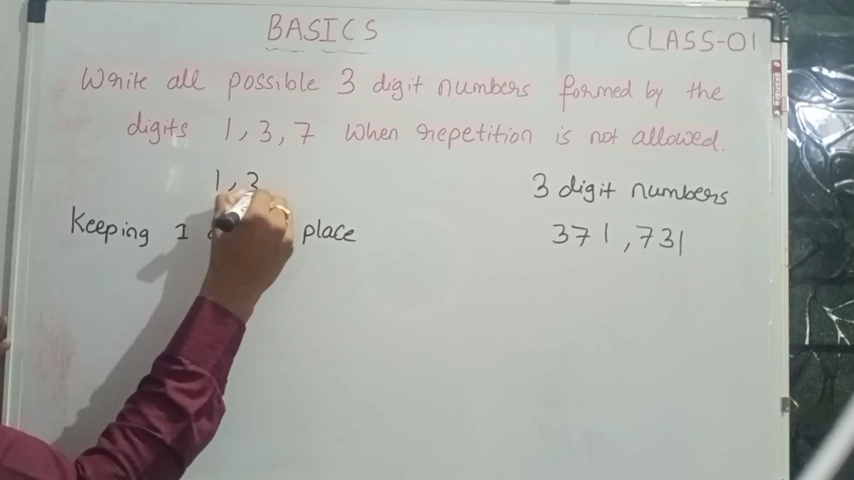 BASICS
CLASS-01
Write all possible 3 digit numbers formed by the
digits 1, 3, 7 when repetition is not allowed.
1, 3
3 digit numbers
Keeping 1 place
371, 731